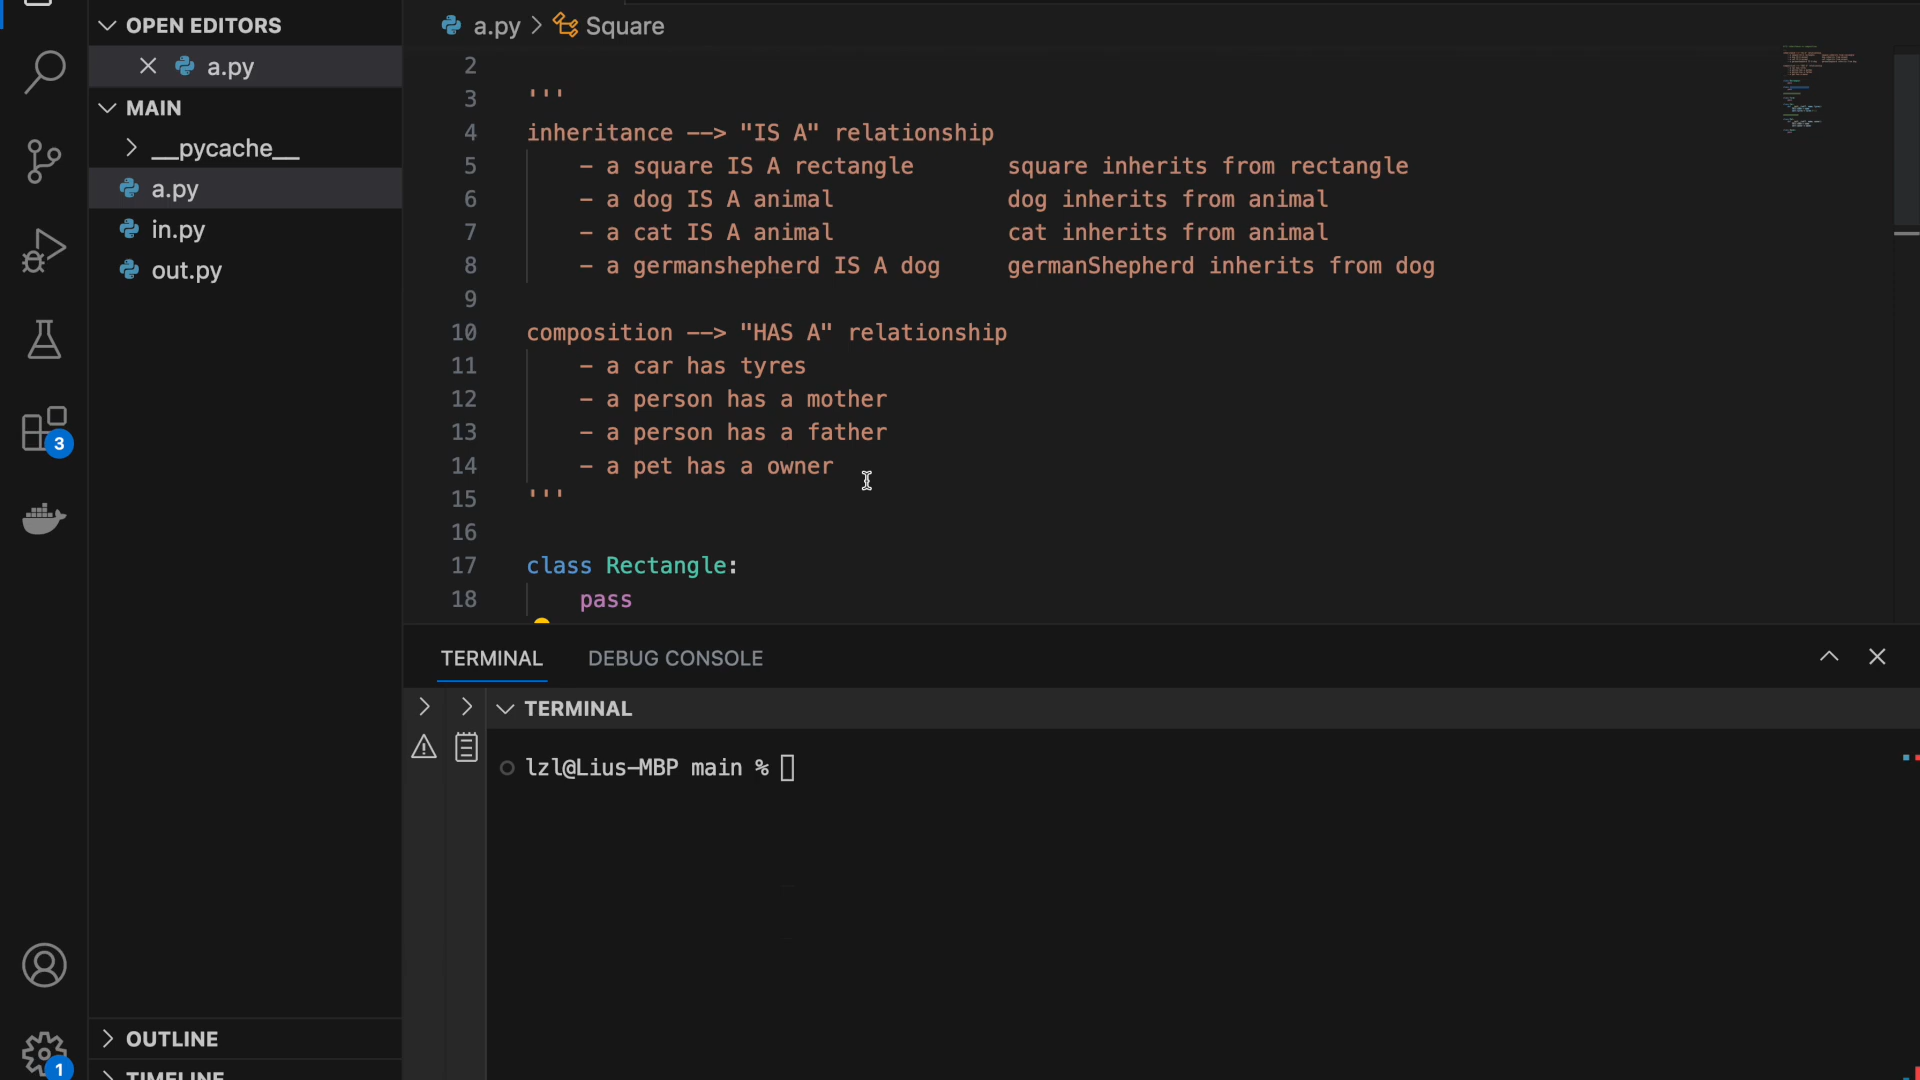 OPEN EDITORS
a.py
MAIN
__pycache__
a.py
in.py
out.py
3
OUTLINE
TIMELINE
1
a.py > Square
2
3 '''
4 inheritance --> "IS A" relationship
5 - a square IS A rectangle square inherits from rectangle
6 - a dog IS A animal dog inherits from animal
7 - a cat IS A animal cat inherits from animal
8 - a germanshepherd IS A dog germanShepherd inherits from dog
9
10 composition --> "HAS A" relationship
11 - a car has tyres
12 - a person has a mother
13 - a person has a father
14 - a pet has a owner
15 '''
16
17 class Rectangle:
18 pass
TERMINAL DEBUG CONSOLE
TERMINAL
lzl@Lius-MBP main %